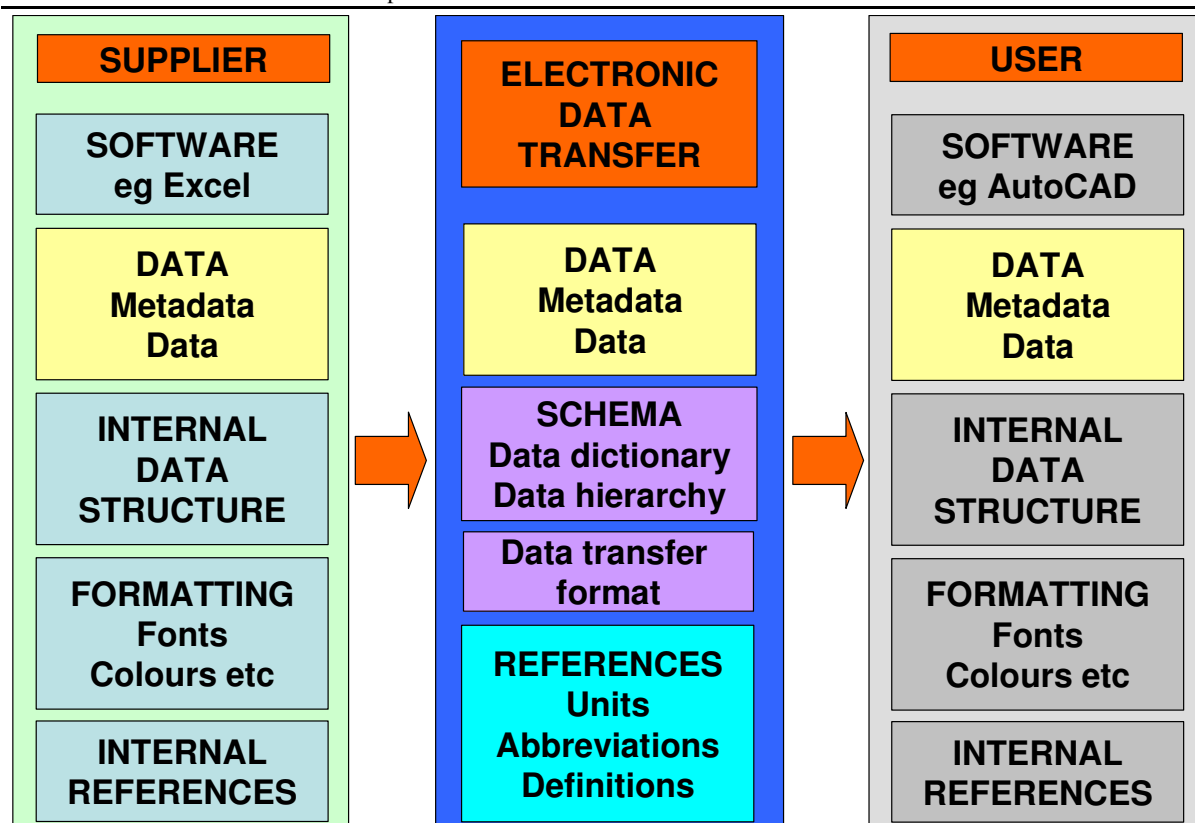 SUPPLIER
SOFTWARE
eg Excel
DATA
Metadata
Data
INTERNAL
DATA
STRUCTURE
FORMATTING
Fonts
Colours etc
INTERNAL
REFERENCES
ELECTRONIC
DATA
TRANSFER
DATA
Metadata
Data
SCHEMA
Data dictionary
Data hierarchy
Data transfer
format
REFERENCES
Units
Abbreviations
Definitions
USER
SOFTWARE
eg AutoCAD
DATA
Metadata
Data
INTERNAL
DATA
STRUCTURE
FORMATTING
Fonts
Colours etc
INTERNAL
REFERENCES